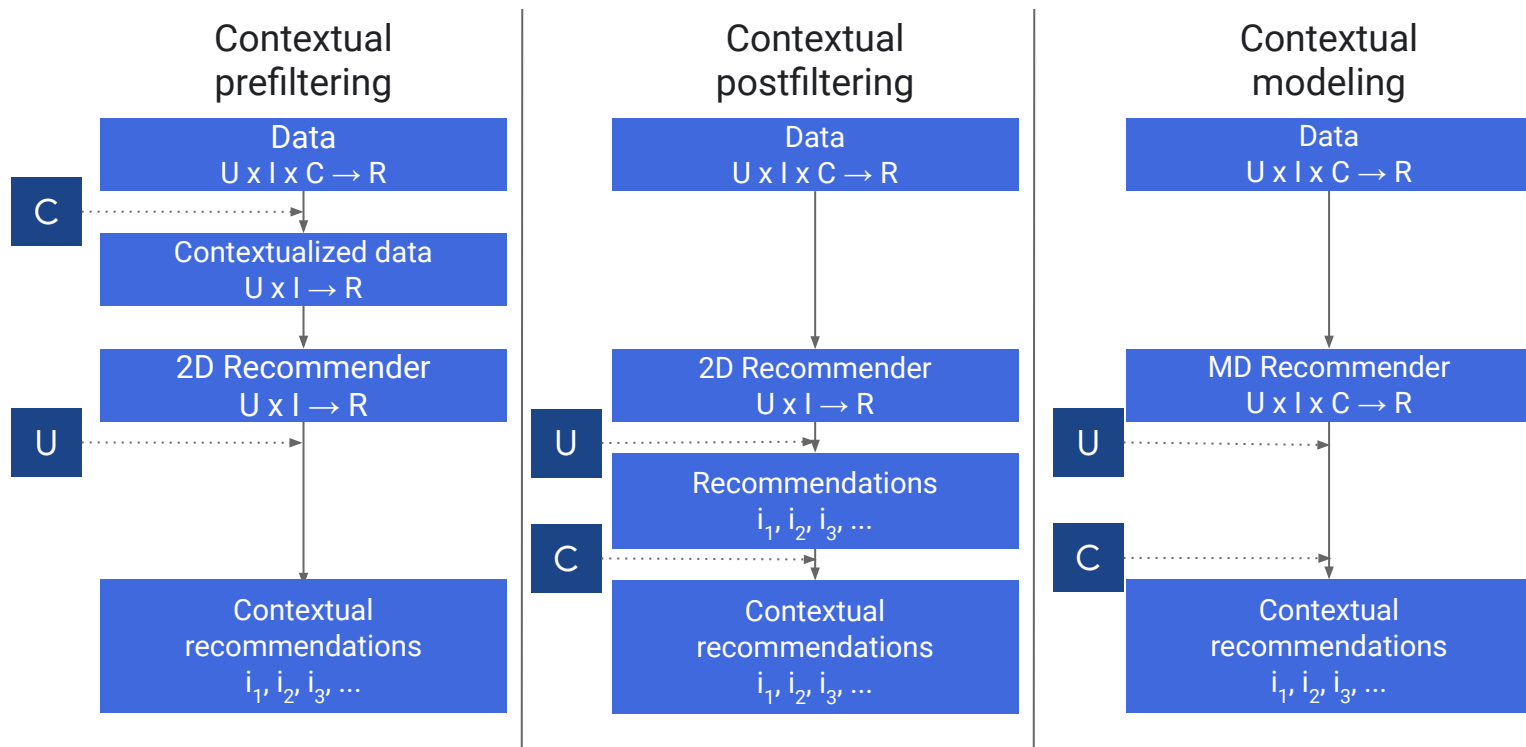 Contextual
prefiltering
Data
U x I x C → R
C
Contextualized data
U x I → R
2D Recommender
U x I → R
U
Contextual
recommendations
i₁, i₂, i₃, ...
Contextual
postfiltering
Data
U x I x C → R
2D Recommender
U x I → R
U
Recommendations
i₁, i₂, i₃, ...
C
Contextual
recommendations
i₁, i₂, i₃, ...
Contextual
modeling
Data
U x I x C → R
MD Recommender
U x I x C → R
U
C
Contextual
recommendations
i₁, i₂, i₃, ...